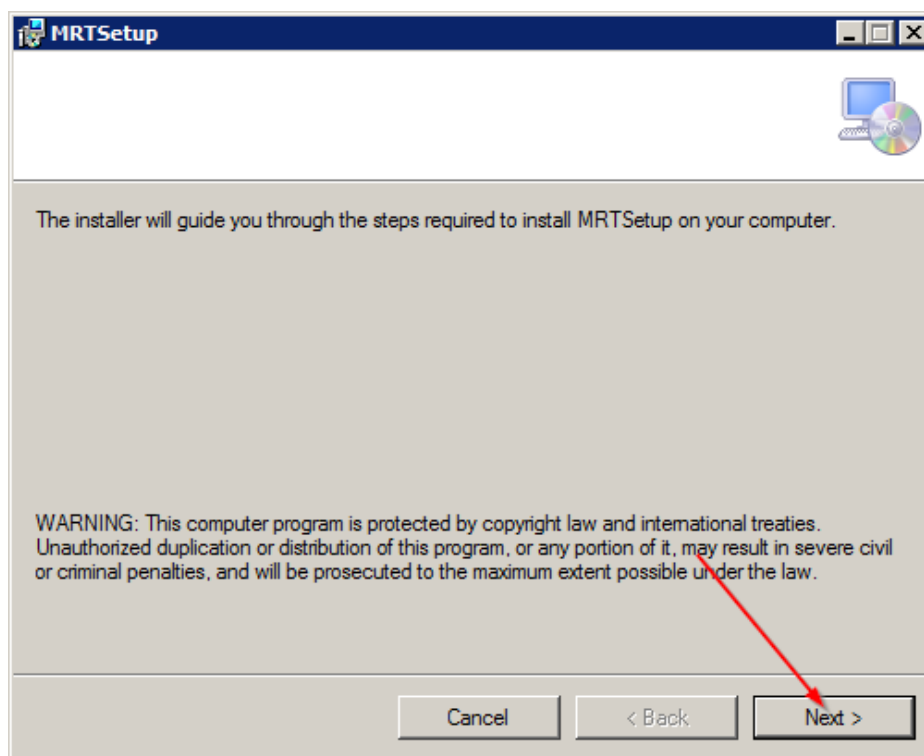 MRTSetup
The installer will guide you through the steps required to install MRTSetup on your computer.
WARNING: This computer program is protected by copyright law and international treaties.
Unauthorized duplication or distribution of this program, or any portion of it, may result in severe civil
or criminal penalties, and will be prosecuted to the maximum extent possible under the law.
Cancel
< Back
Next >